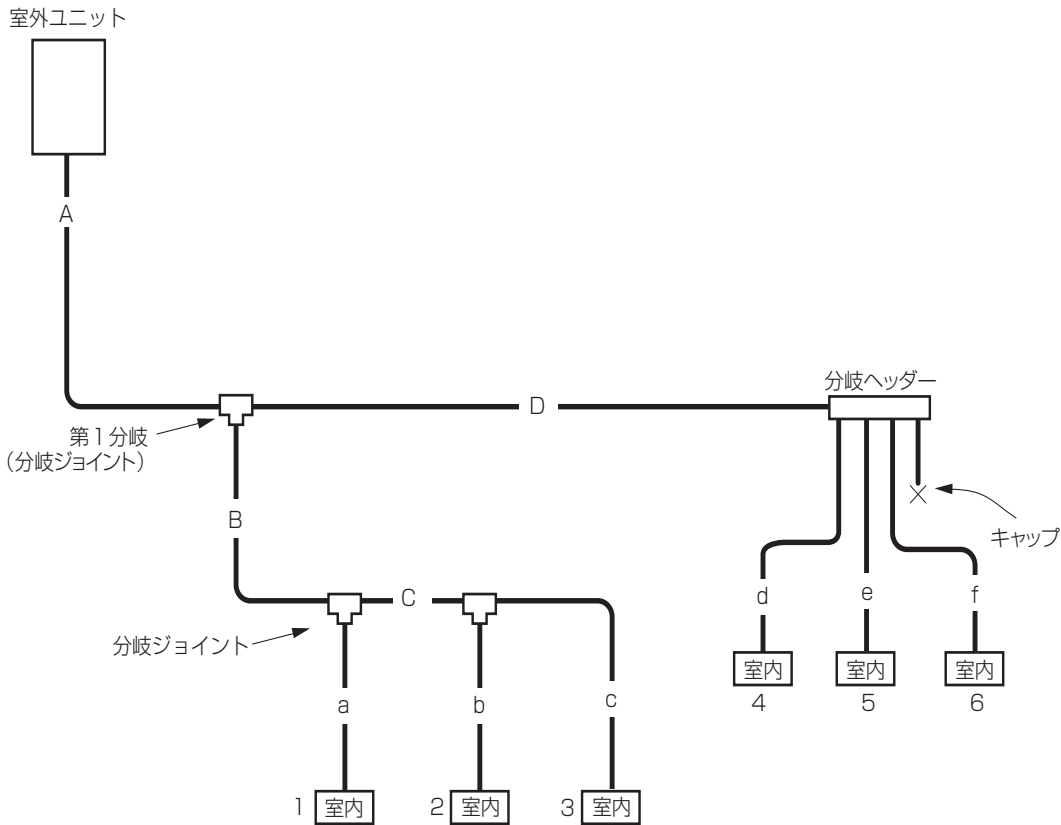 室外ユニット
A
分岐ヘッダー
D
第1分岐
(分岐ジョイント)
キャップ
B
d
e
f
C
分岐ジョイント
室内
室内
室内
4
5
6
a
b
c
1 室内
2 室内
3 室内